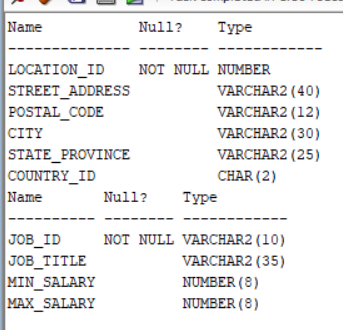 Name Null? Type
-------------- -------- ------------
LOCATION_ID NOT NULL NUMBER
STREET_ADDRESS VARCHAR2(40)
POSTAL_CODE VARCHAR2(12)
CITY VARCHAR2(30)
STATE_PROVINCE VARCHAR2(25)
COUNTRY_ID CHAR(2)
Name Null? Type
---------- -------- ------------
JOB_ID NOT NULL VARCHAR2(10)
JOB_TITLE VARCHAR2(35)
MIN_SALARY NUMBER(8)
MAX_SALARY NUMBER(8)